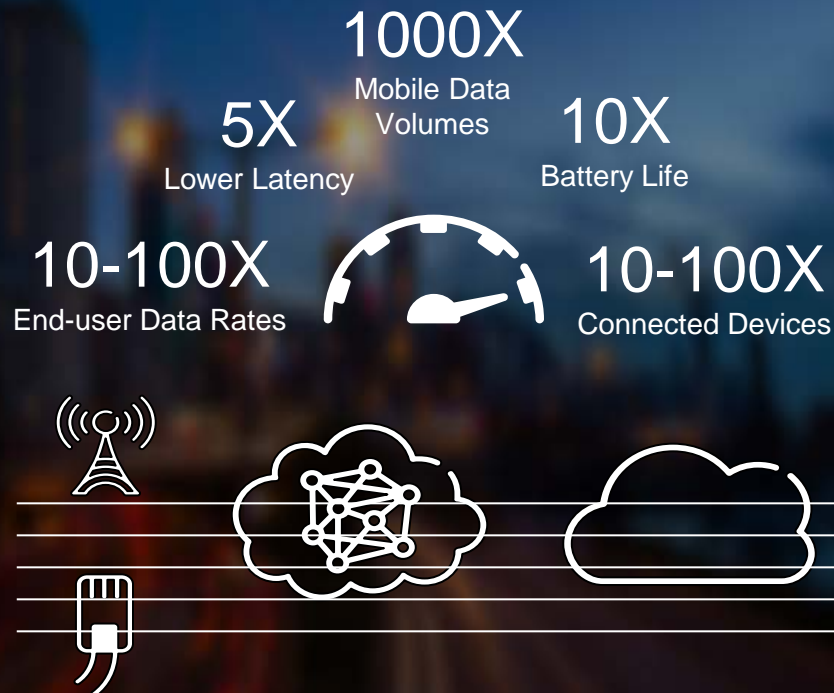 1000X
Mobile Data
Volumes
5X
Lower Latency
10X
Battery Life
10-100X
End-user Data Rates
10-100X
Connected Devices